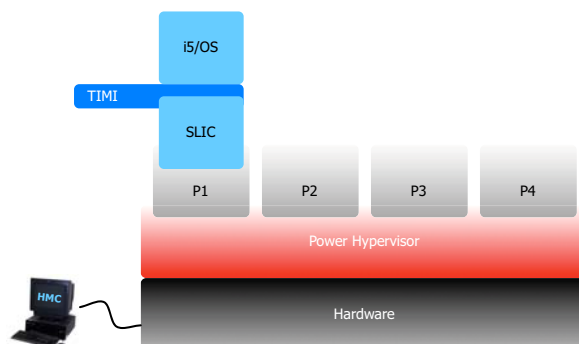 i5/OS
TIMI
SLIC
P1 P2 P3 P4
Power Hypervisor
HMC
Hardware